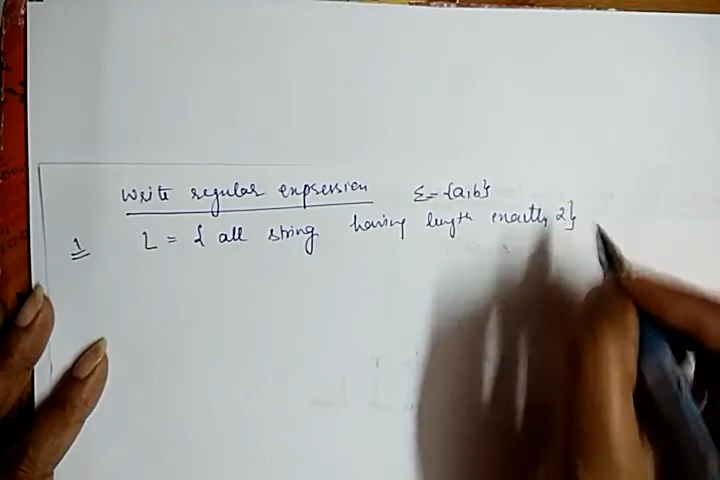 Write regular expression Σ = {a,b}
1 L = { all string having length exactly 2}